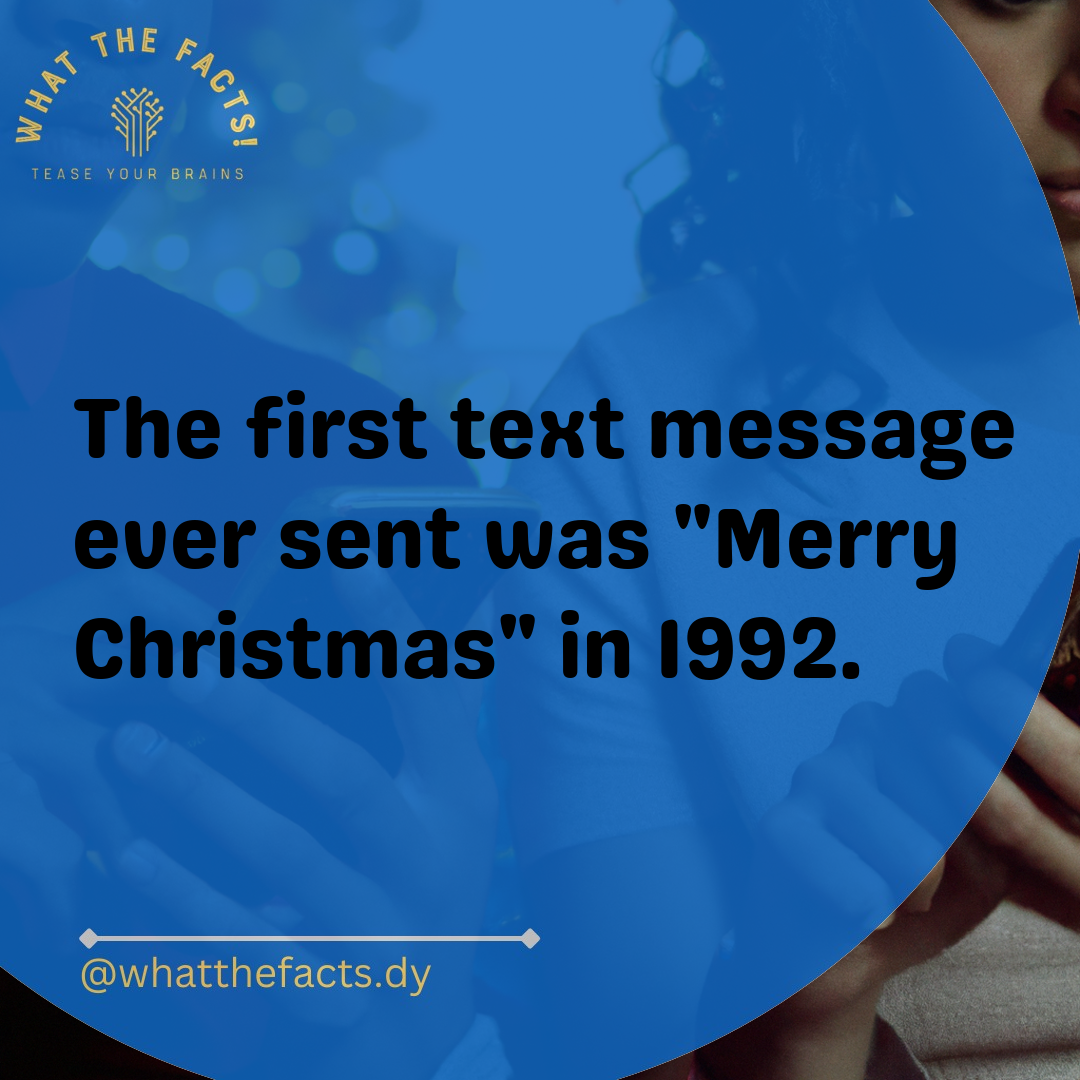 WHAT THE FACTS!
TEASE YOUR BRAINS
The first text message
ever sent was "Merry
Christmas" in 1992.
@whatthefacts.dy